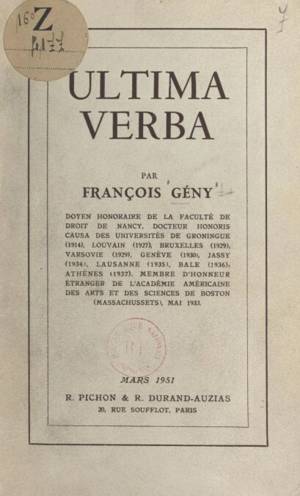 Z
ULTIMA
VERBA
PAR
FRANÇOIS GÉNY
DOYEN HONORAIRE DE LA FACULTÉ DE
DROIT DE NANCY, DOCTEUR HONORIS
CAUSA DES UNIVERSITÉS DE GRONINGUE
(1914), LOUVAIN (1927), BRUXELLES (1929),
VARSOVIE (1929), GENÈVE (1930), JASSY
(1934), LAUSANNE (1935), BALE (1936),
ATHÈNES (1937). MEMBRE D'HONNEUR
ÉTRANGER DE L'ACADÉMIE AMÉRICAINE
DES ARTS ET DES SCIENCES DE BOSTON
(MASSACHUSSETS), MAI 1931.
MARS 1951
R. PICHON & R. DURAND-AUZIAS
20, RUE SOUFFLOT, PARIS